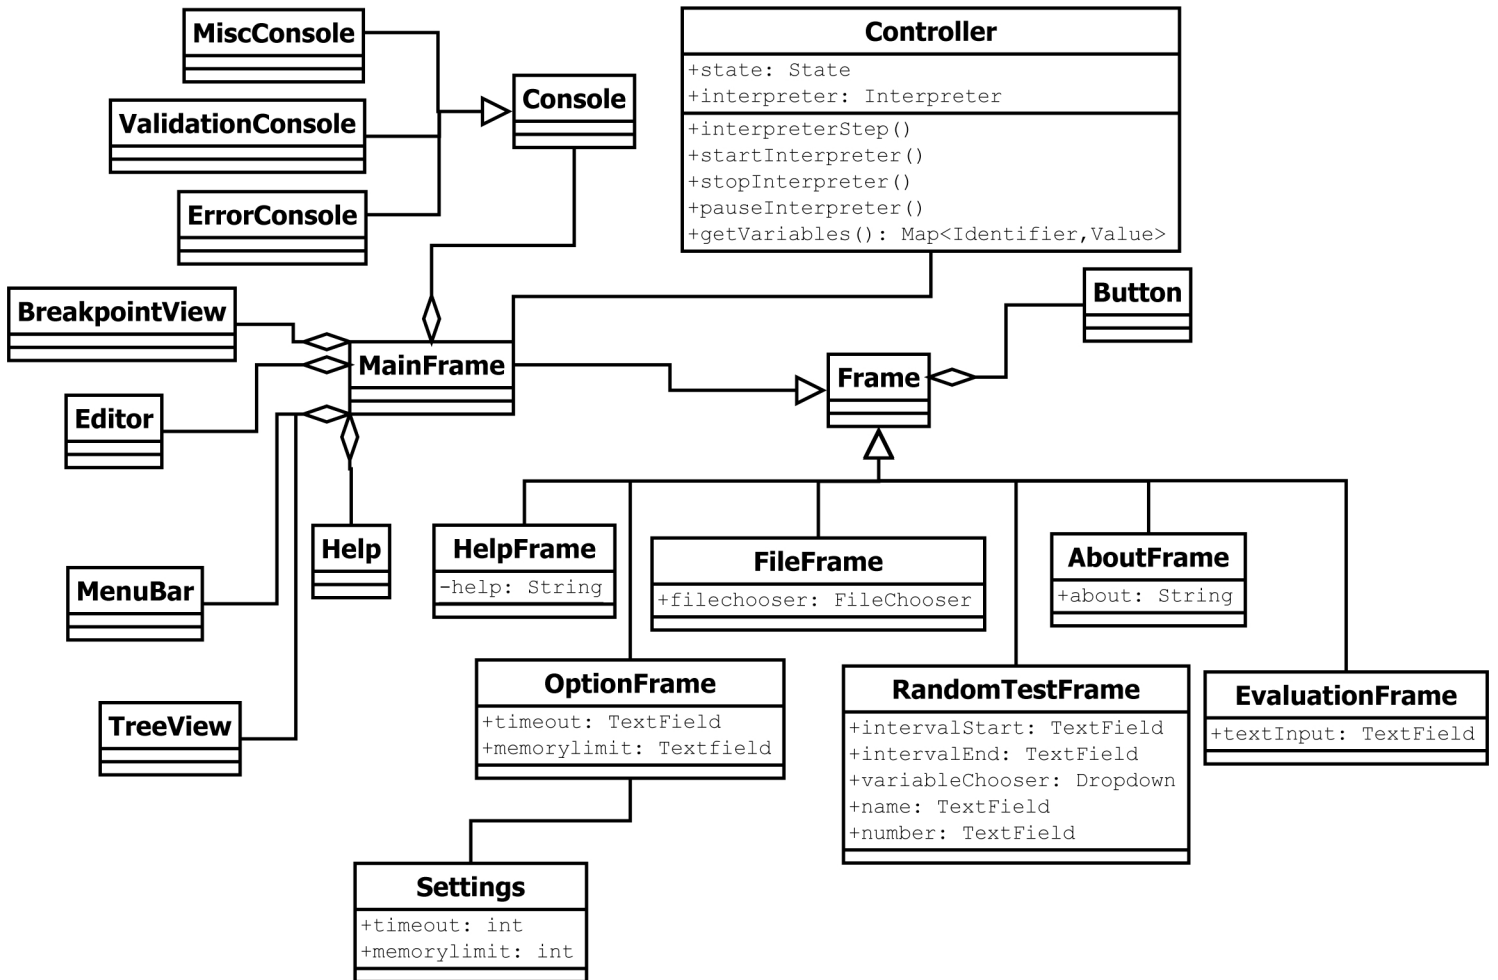 MiscConsole
ValidationConsole
ErrorConsole
Console
Controller
+state: State
+interpreter: Interpreter
+interpreterStep()
+startInterpreter()
+stopInterpreter()
+pauseInterpreter()
+getVariables(): Map<Identifier,Value>
BreakpointView
Editor
MainFrame
Frame
Button
MenuBar
TreeView
Help
HelpFrame
-help: String
FileFrame
+filechooser: FileChooser
AboutFrame
+about: String
OptionFrame
+timeout: TextField
+memorylimit: Textfield
RandomTestFrame
+intervalStart: TextField
+intervalEnd: TextField
+variableChooser: Dropdown
+name: TextField
+number: TextField
EvaluationFrame
+textInput: TextField
Settings
+timeout: int
+memorylimit: int